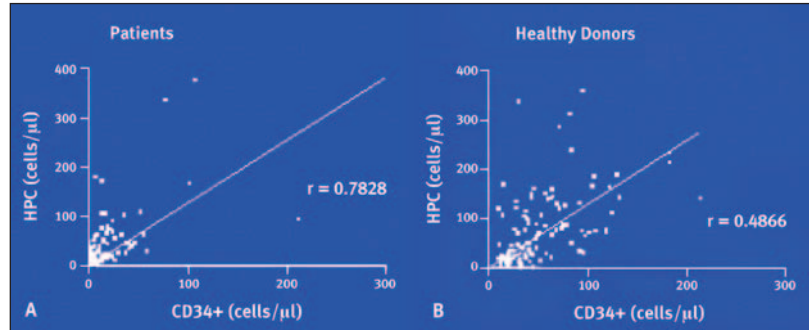 Patients
400
300
200
100
0
HPC (cells/µl)
r = 0.7828
0
100
200
300
A
CD34+ (cells/µl)
Healthy Donors
400
300
200
100
0
HPC (cells/µl)
r = 0.4866
0
100
200
300
B
CD34+ (cells/µl)